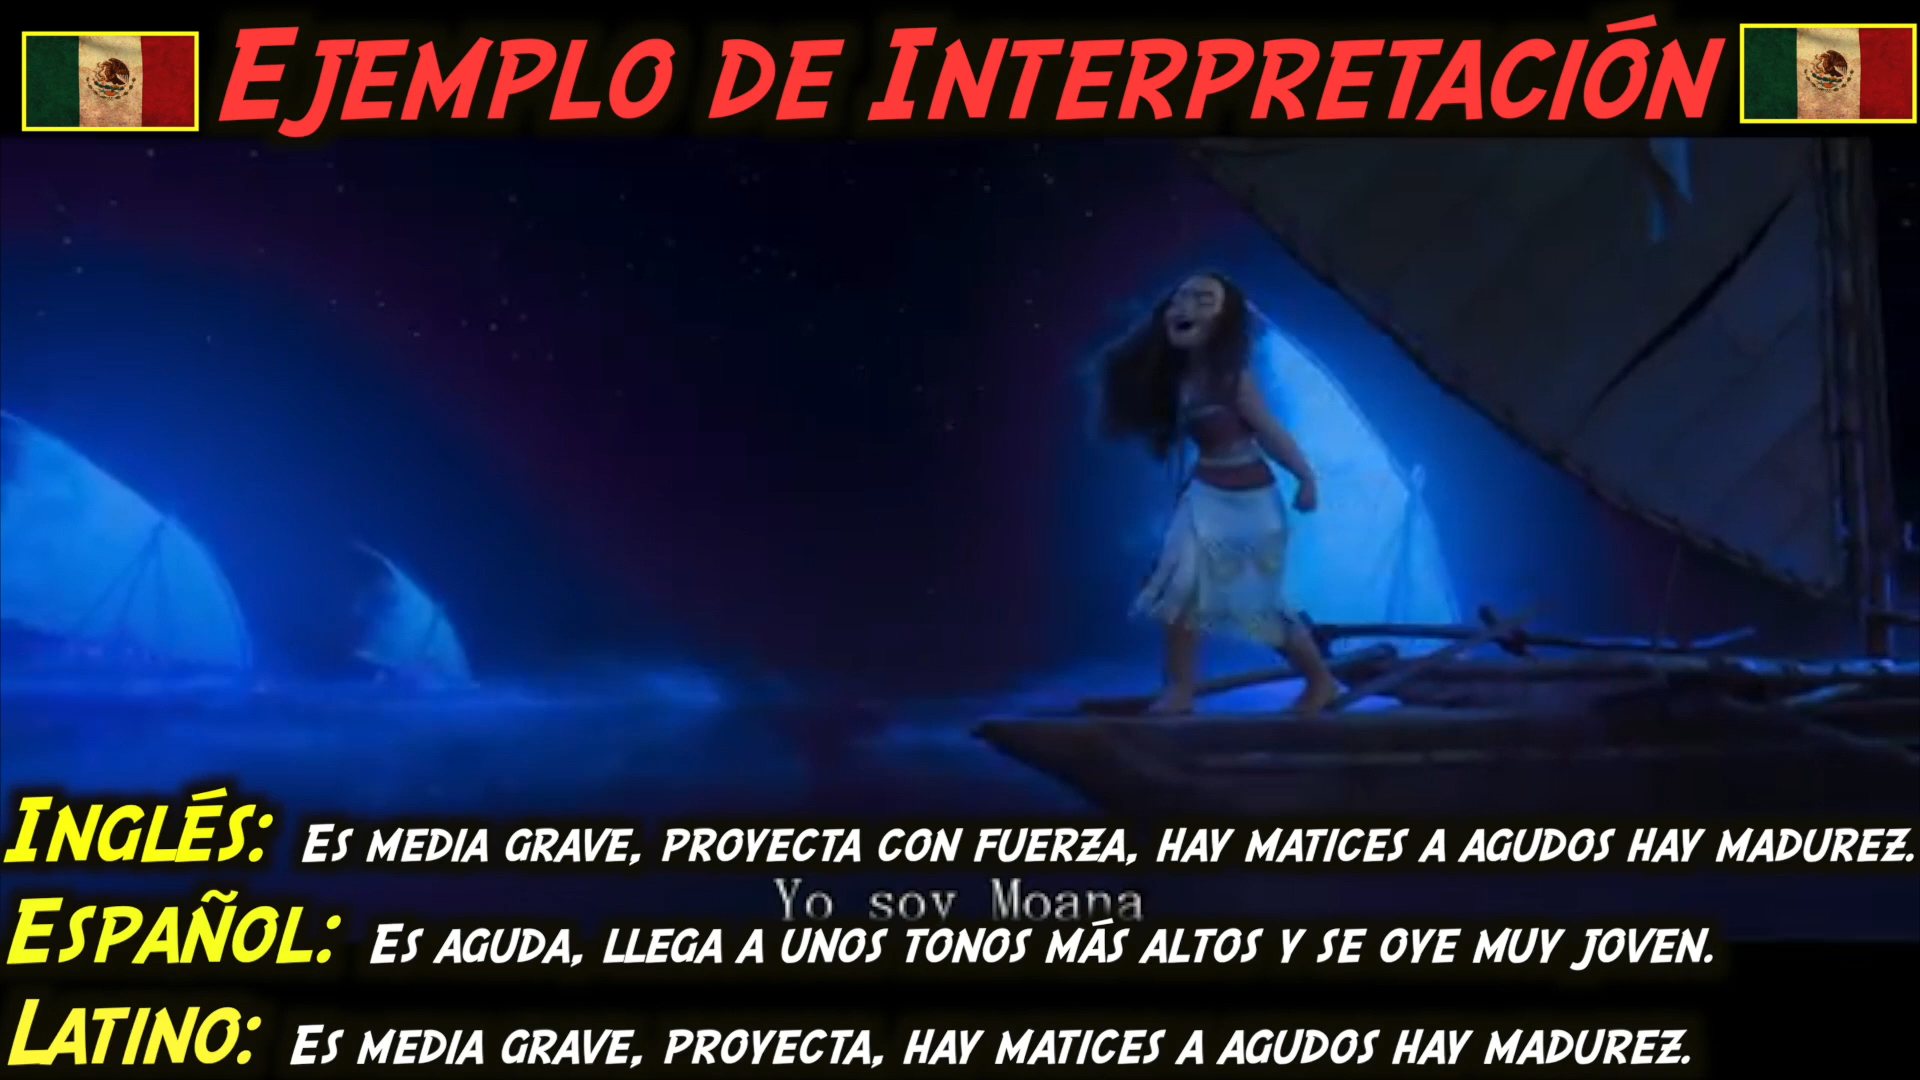 EJEMPLO DE INTERPRETACIÓN
INGLÉS: ES MEDIA GRAVE, PROYECTA CON FUERZA, HAY MATICES A AGUDOS HAY MADUREZ.
Yo soy Moana
ESPAÑOL: ES AGUDA, LLEGA A UNOS TONOS MÁS ALTOS Y SE OYE MUY JOVEN.
LATINO: ES MEDIA GRAVE, PROYECTA, HAY MATICES A AGUDOS HAY MADUREZ.